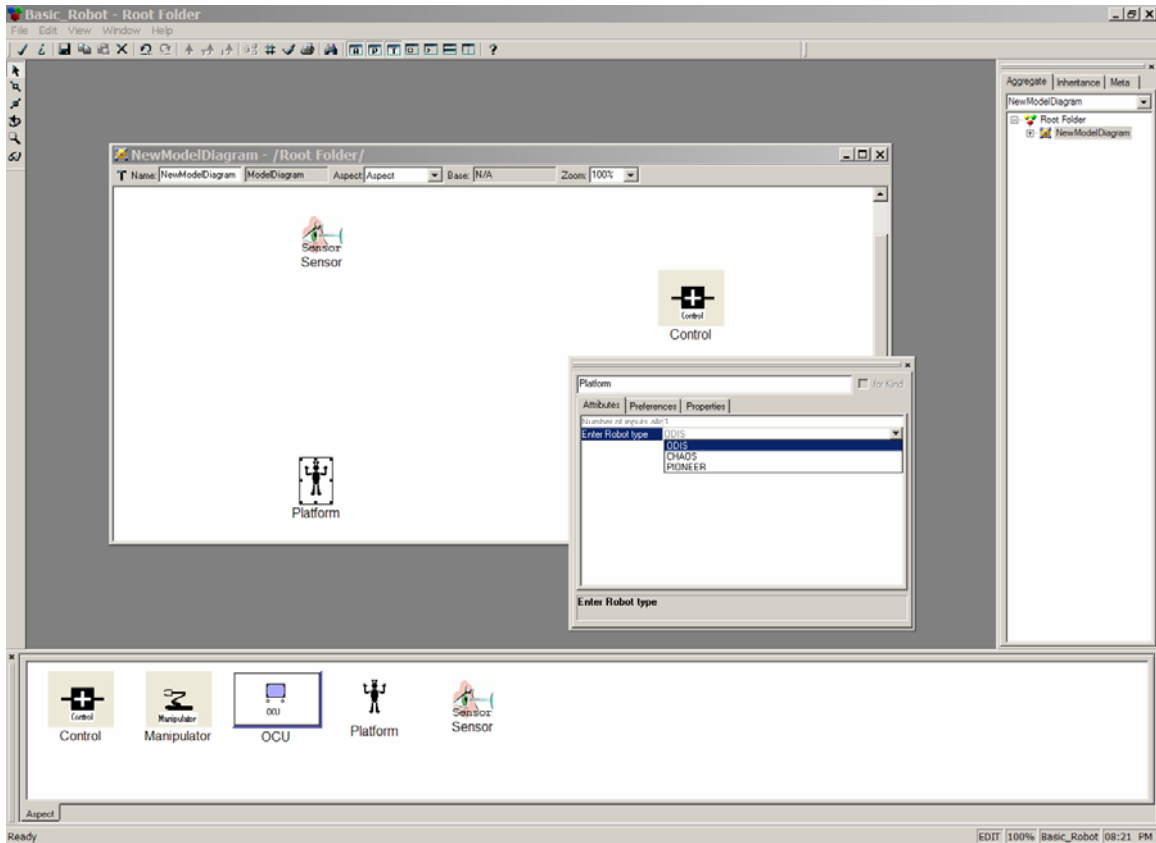 Basic_Robot - Root Folder
File Edit View Window Help
Aggregate Inheritance Meta
NewModelDiagram
Root Folder
NewModelDiagram
NewModelDiagram - /Root Folder/
Name: NewModelDiagram ModelDiagram Aspect: Aspect Base: N/A Zoom: 100%
Sensor
Sensor
Control
Control
Platform
Platform for Kind
Attributes Preferences Properties
Enter Robot type ODIS
ODIS
CHAOS
PIONEER
Enter Robot type
Control
Control
Manipulator
Manipulator
OCU
OCU
Platform
Sensor
Sensor
Aspect
Ready
EDIT 100% Basic_Robot 08:21 PM